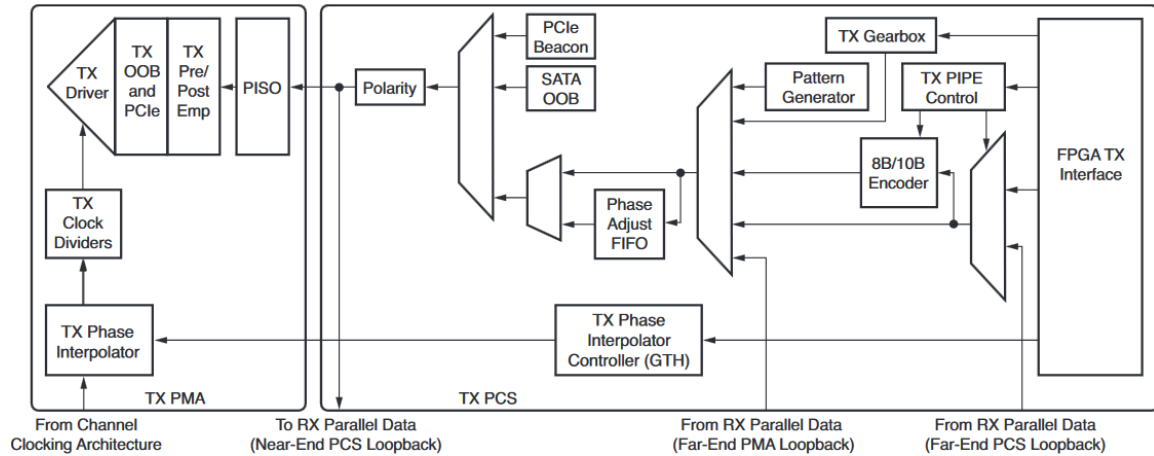 TX
Driver
TX
OOB
and
PCIe
TX
Pre/
Post
Emp
PISO
Polarity
PCIe
Beacon
SATA
OOB
TX Gearbox
Pattern
Generator
TX PIPE
Control
8B/10B
Encoder
FPGA TX
Interface
Phase
Adjust
FIFO
TX
Clock
Dividers
TX Phase
Interpolator
TX Phase
Interpolator
Controller (GTH)
TX PMA
TX PCS
From Channel
Clocking Architecture
To RX Parallel Data
(Near-End PCS Loopback)
From RX Parallel Data
(Far-End PMA Loopback)
From RX Parallel Data
(Far-End PCS Loopback)